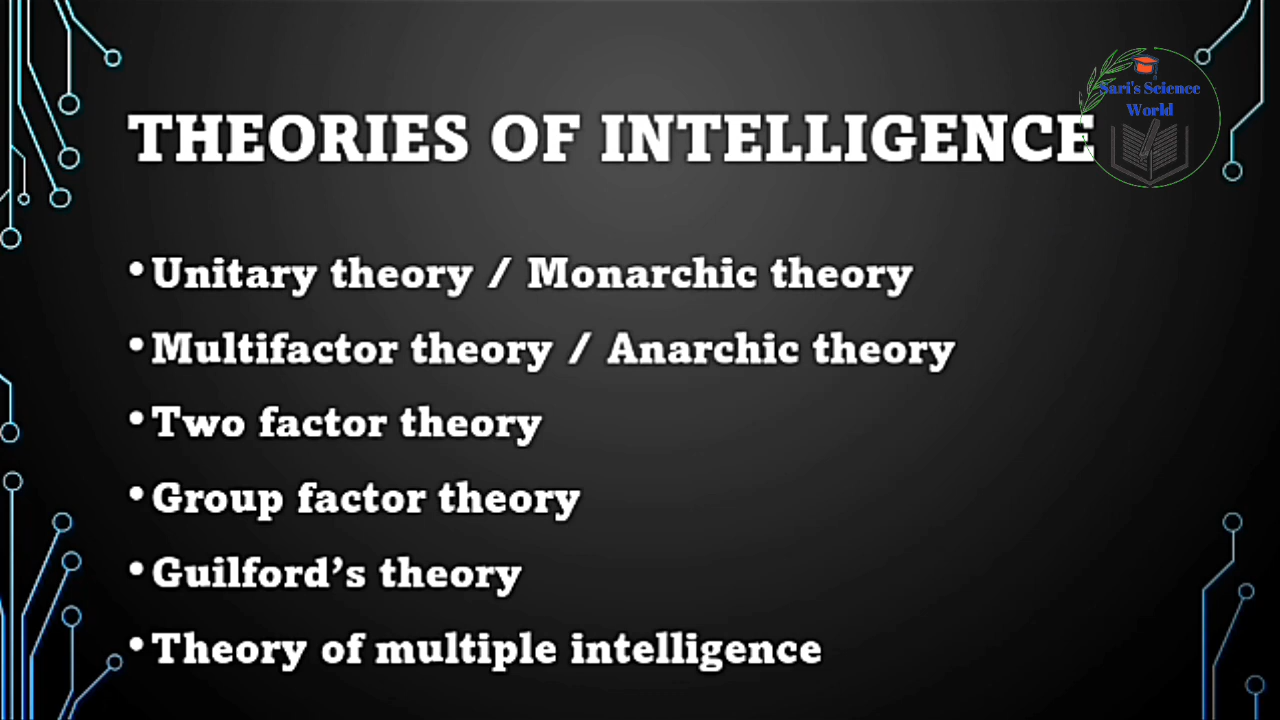 Sari's Science
World
THEORIES OF INTELLIGENCE
• Unitary theory / Monarchic theory
• Multifactor theory / Anarchic theory
• Two factor theory
• Group factor theory
• Guilford’s theory
• Theory of multiple intelligence